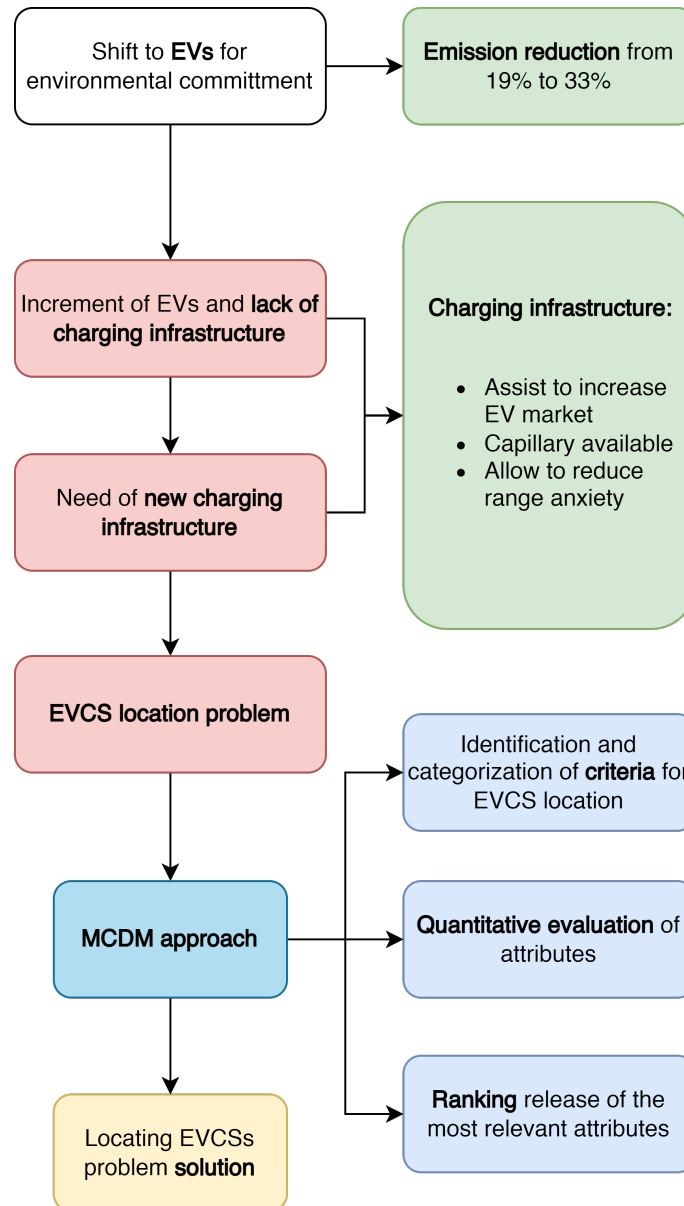 Shift to EVs for
environmental committment
Emission reduction from
19% to 33%
Increment of EVs and lack of
charging infrastructure
Charging infrastructure:
• Assist to increase
EV market
• Capillary available
• Allow to reduce
range anxiety
Need of new charging
infrastructure
EVCS location problem
Identification and
categorization of criteria for
EVCS location
MCDM approach
Quantitative evaluation of
attributes
Ranking release of the
most relevant attributes
Locating EVCSs
problem solution